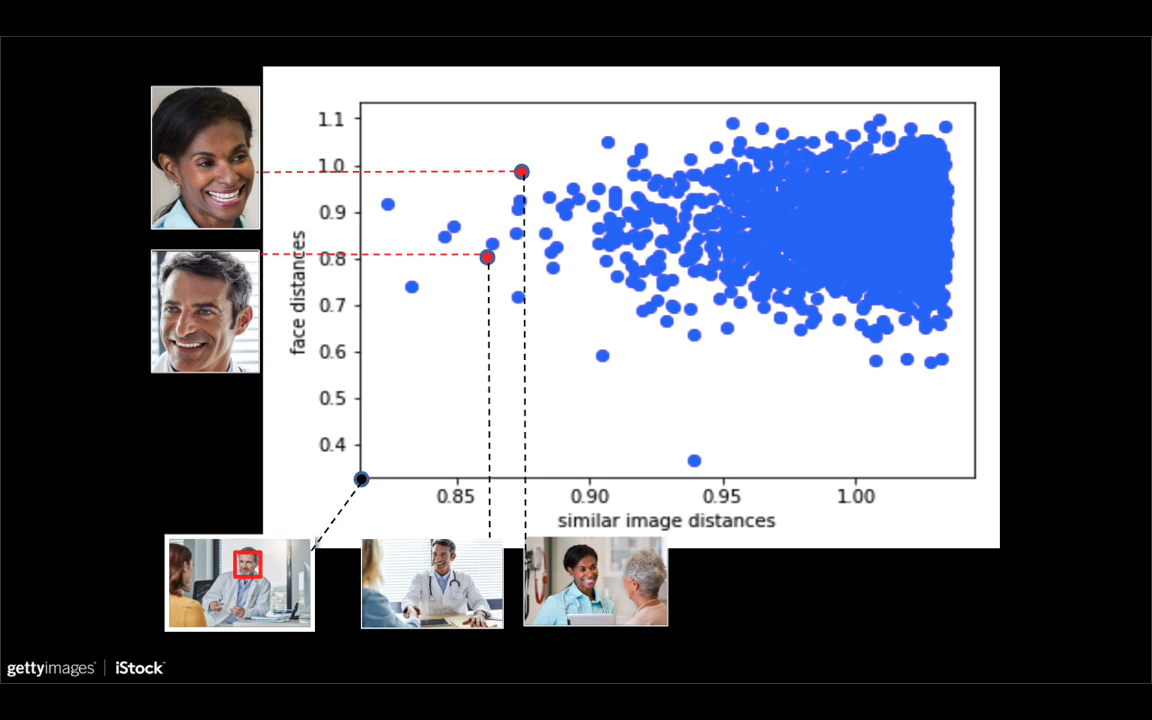 1.1
1.0
0.9
0.8
0.7
0.6
0.5
0.4
face distances
0.85 0.90 0.95 1.00
similar image distances
gettyimages® | iStock™